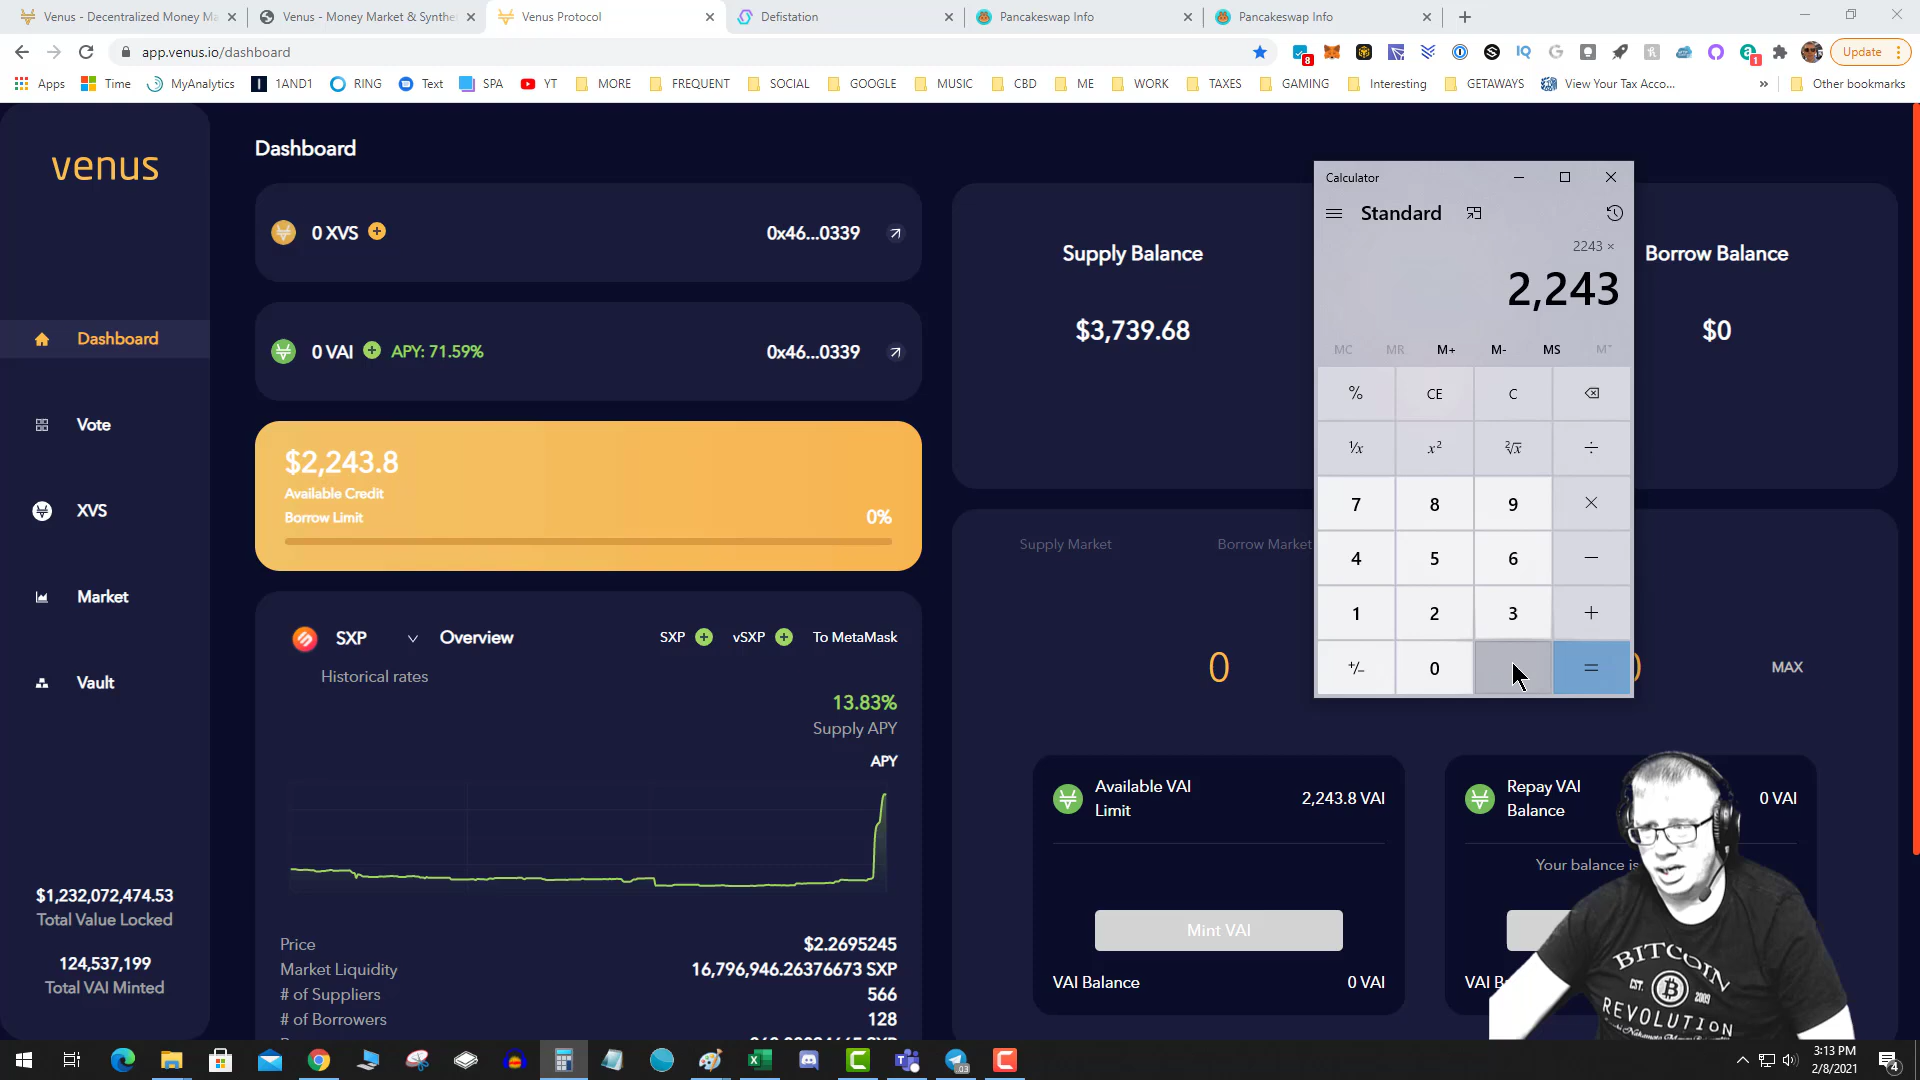 Venus - Decentralized Money Ma
Venus - Money Market & Synthe
Venus Protocol
Defistation
Pancakeswap Info
Pancakeswap Info
app.venus.io/dashboard
8
1
Update
Apps
Time
MyAnalytics
1AND1
RING
Text
SPA
YT
MORE
FREQUENT
SOCIAL
GOOGLE
MUSIC
CBD
ME
WORK
TAXES
GAMING
Interesting
GETAWAYS
View Your Tax Acco...
Other bookmarks
venus
Dashboard
Vote
XVS
Market
Vault
$1,232,072,474.53
Total Value Locked
124,537,199
Total VAI Minted
Dashboard
0 XVS
0x46...0339
0 VAI
APY: 71.59%
0x46...0339
$2,243.8
Available Credit
Borrow Limit
0%
SXP
Overview
SXP
vSXP
To MetaMask
Historical rates
13.83%
Supply APY
APY
Price
$2.2695245
Market Liquidity
16,796,946.26376673 SXP
# of Suppliers
566
# of Borrowers
128
Supply Balance
$3,739.68
Borrow Balance
$0
Supply Market
Borrow Market
0
MAX
Available VAI
Limit
2,243.8 VAI
Mint VAI
VAI Balance
0 VAI
Repay VAI
Balance
0 VAI
Your balance is
VAI B
Calculator
Standard
2243 ×
2,243
MC
MR
M+
M-
MS
M˅
%
CE
C
¹/x
x²
²√x
÷
7
8
9
×
4
5
6
−
1
2
3
+
+/−
0
=
BITCOIN
EST.
2009
REVOLUTION
3:13 PM
2/8/2021
4